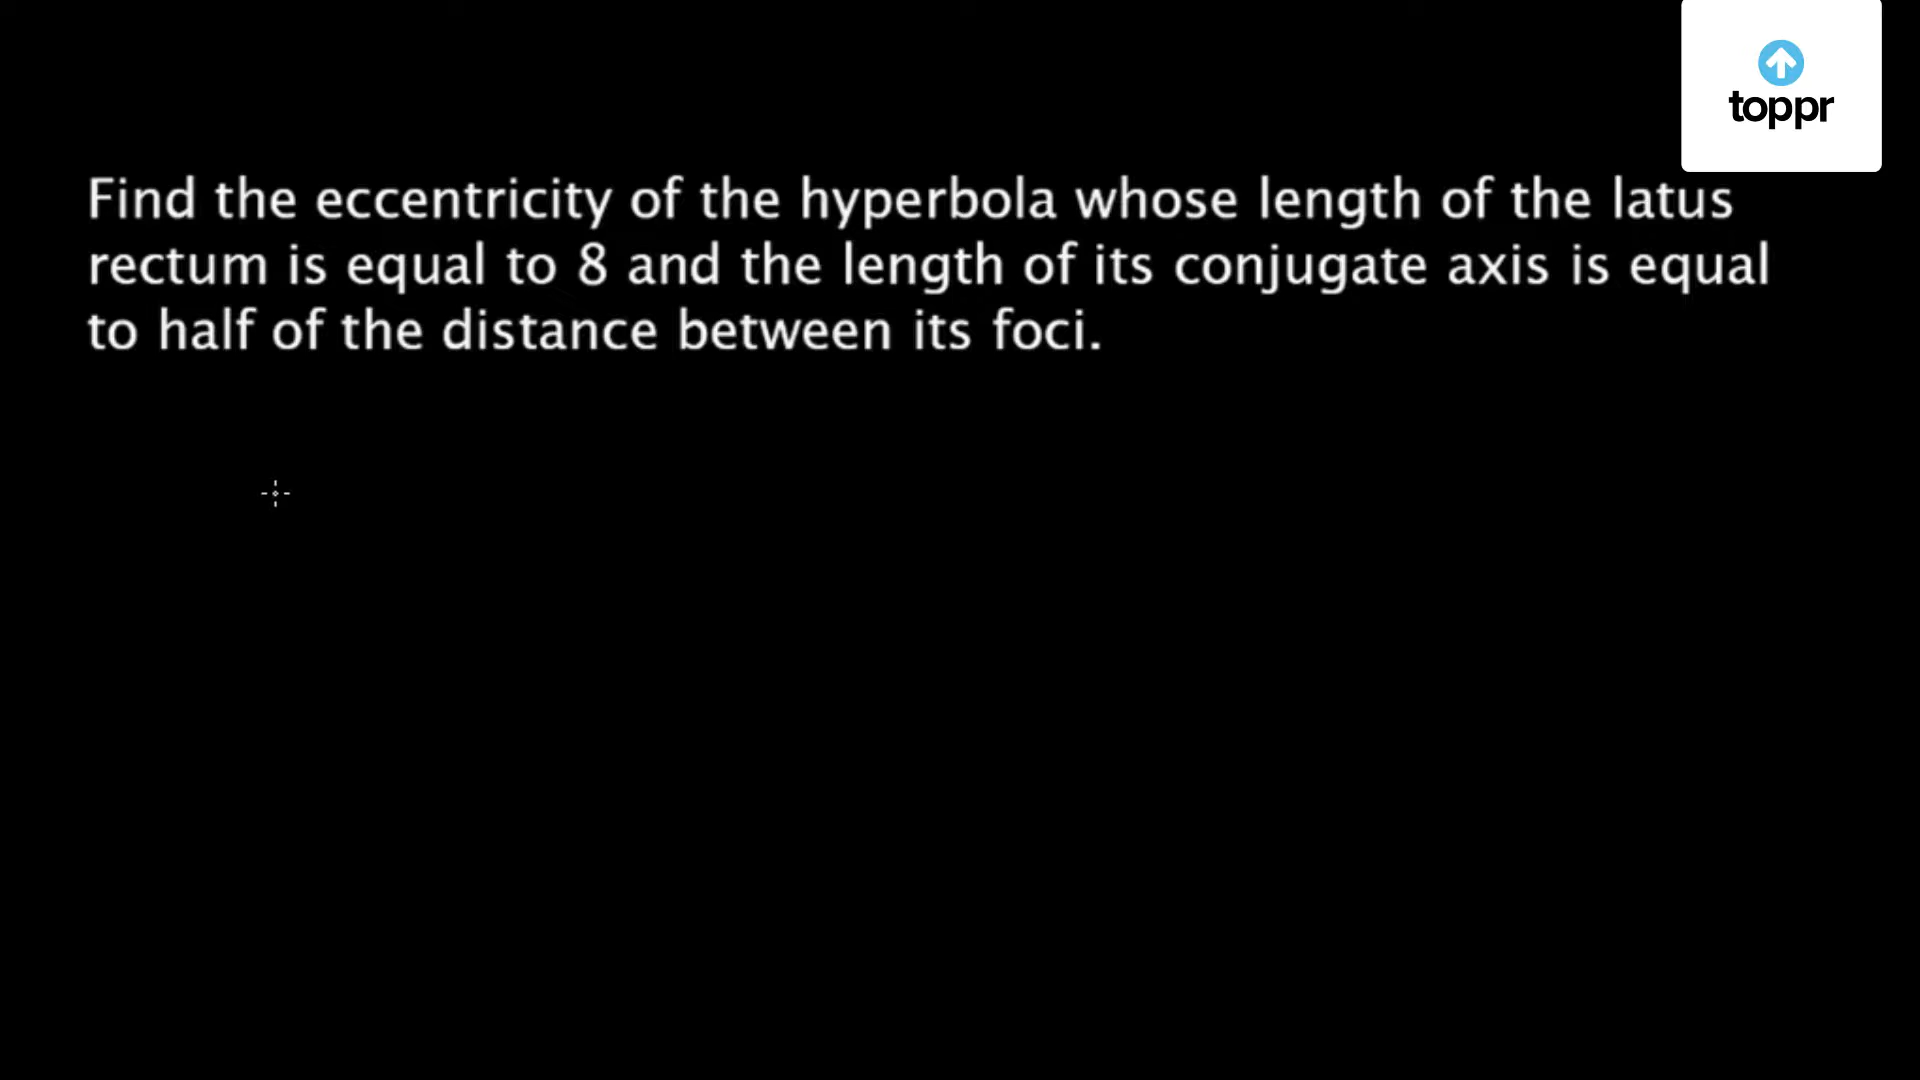 toppr
Find the eccentricity of the hyperbola whose length of the latus
rectum is equal to 8 and the length of its conjugate axis is equal
to half of the distance between its foci.